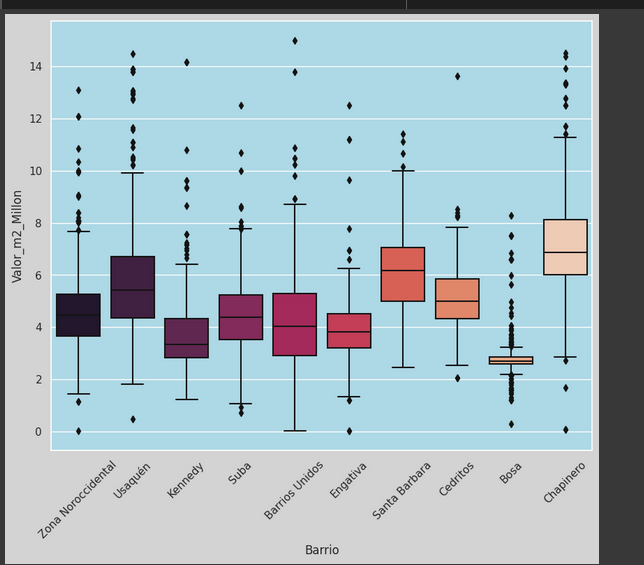 Valor_m2_Millon
14
12
10
8
6
4
2
0
Zona Noroccidental
Usaquén
Kennedy
Suba
Barrios Unidos
Engativa
Santa Barbara
Cedritos
Bosa
Chapinero
Barrio